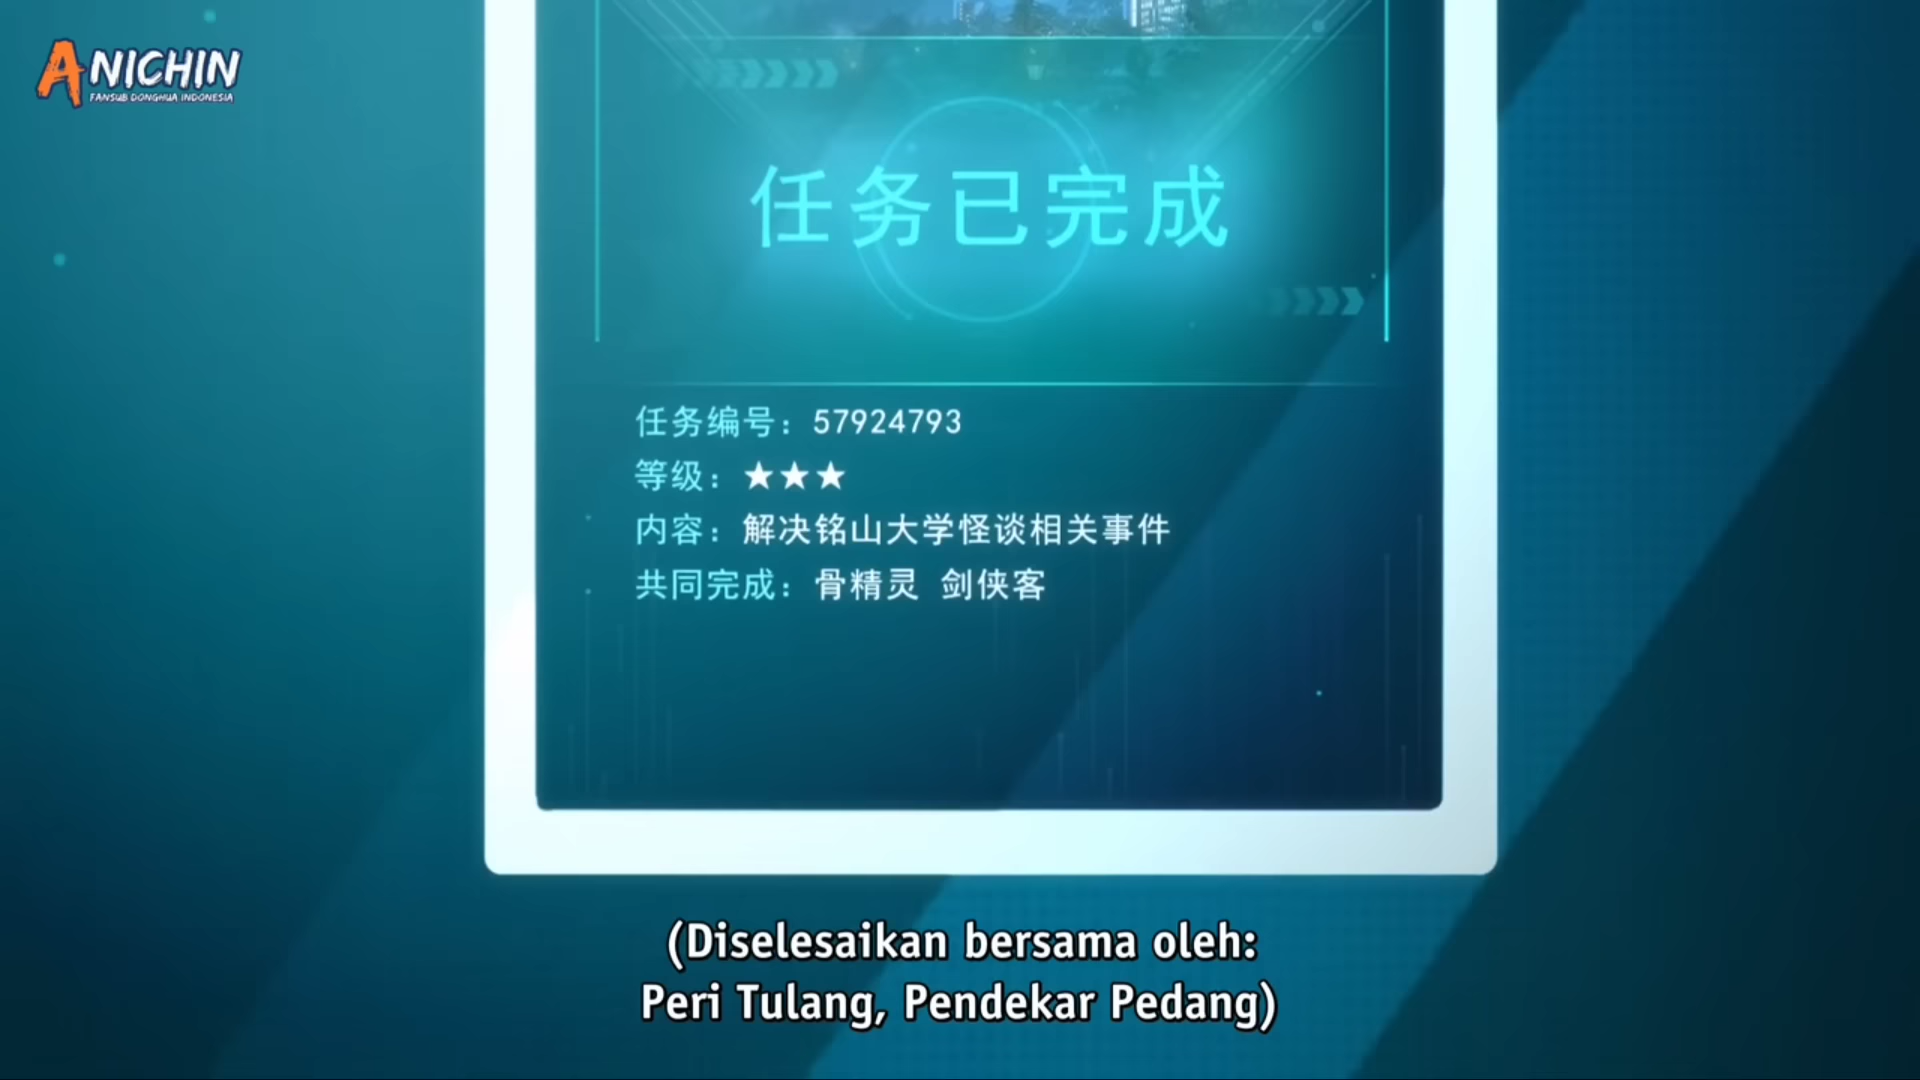 ANICHIN
FANSUB DONGHUA INDONESIA
任务已完成
任务编号：57924793
等级：★★★
内容：解决铭山大学怪谈相关事件
共同完成：骨精灵 剑侠客
(Diselesaikan bersama oleh:
Peri Tulang, Pendekar Pedang)